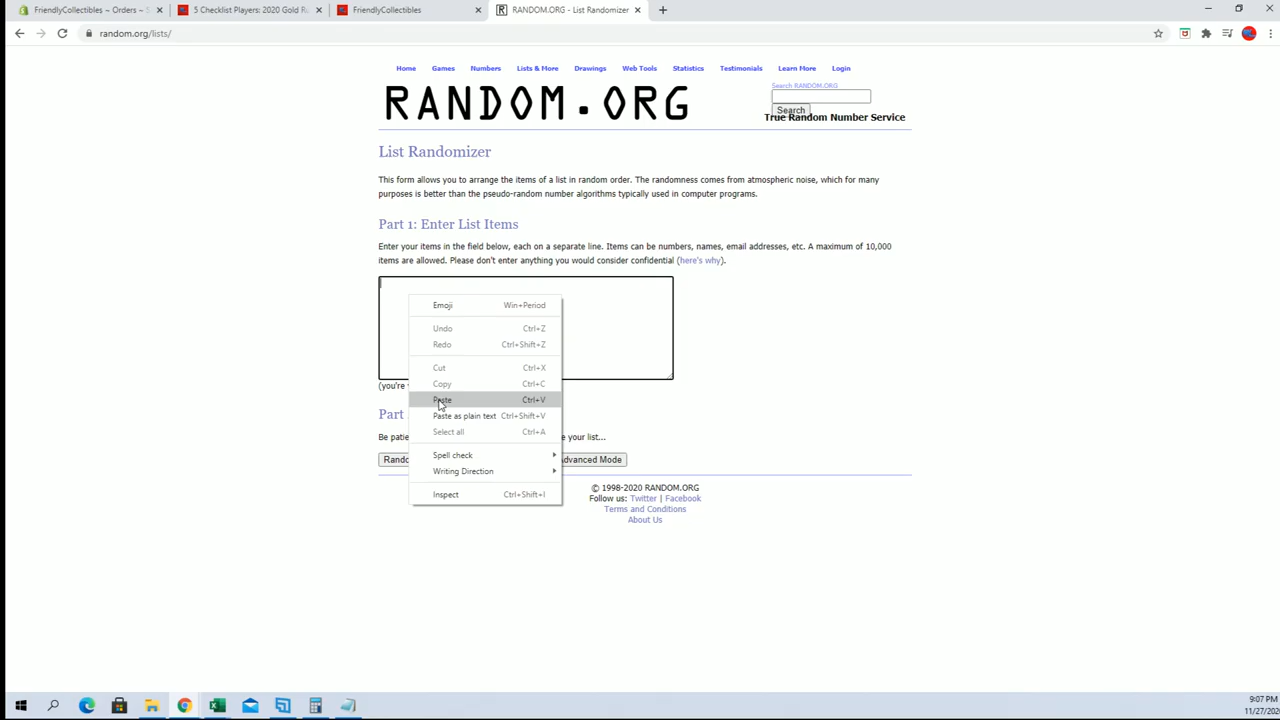 FriendlyCollectibles ~ Orders ~ S
5 Checklist Players: 2020 Gold R
FriendlyCollectibles
RANDOM.ORG - List Randomizer
random.org/lists/
Home Games Numbers Lists & More Drawings Web Tools Statistics Testimonials Learn More Login
RANDOM.ORG
Search RANDOM.ORG
Search
True Random Number Service
List Randomizer
This form allows you to arrange the items of a list in random order. The randomness comes from atmospheric noise, which for many
purposes is better than the pseudo-random number algorithms typically used in computer programs.
Part 1: Enter List Items
Enter your items in the field below, each on a separate line. Items can be numbers, names, email addresses, etc. A maximum of 10,000
items are allowed. Please don't enter anything you would consider confidential (here's why).
Emoji Win+Period
Undo Ctrl+Z
Redo Ctrl+Shift+Z
Cut Ctrl+X
Copy Ctrl+C
Paste Ctrl+V
Paste as plain text Ctrl+Shift+V
Select all Ctrl+A
Spell check
Writing Direction
Inspect Ctrl+Shift+I
(you're
Part
Be patie
e your list...
Rando
Advanced Mode
© 1998-2020 RANDOM.ORG
Follow us: Twitter | Facebook
Terms and Conditions
About Us
9:07 PM
11/27/202